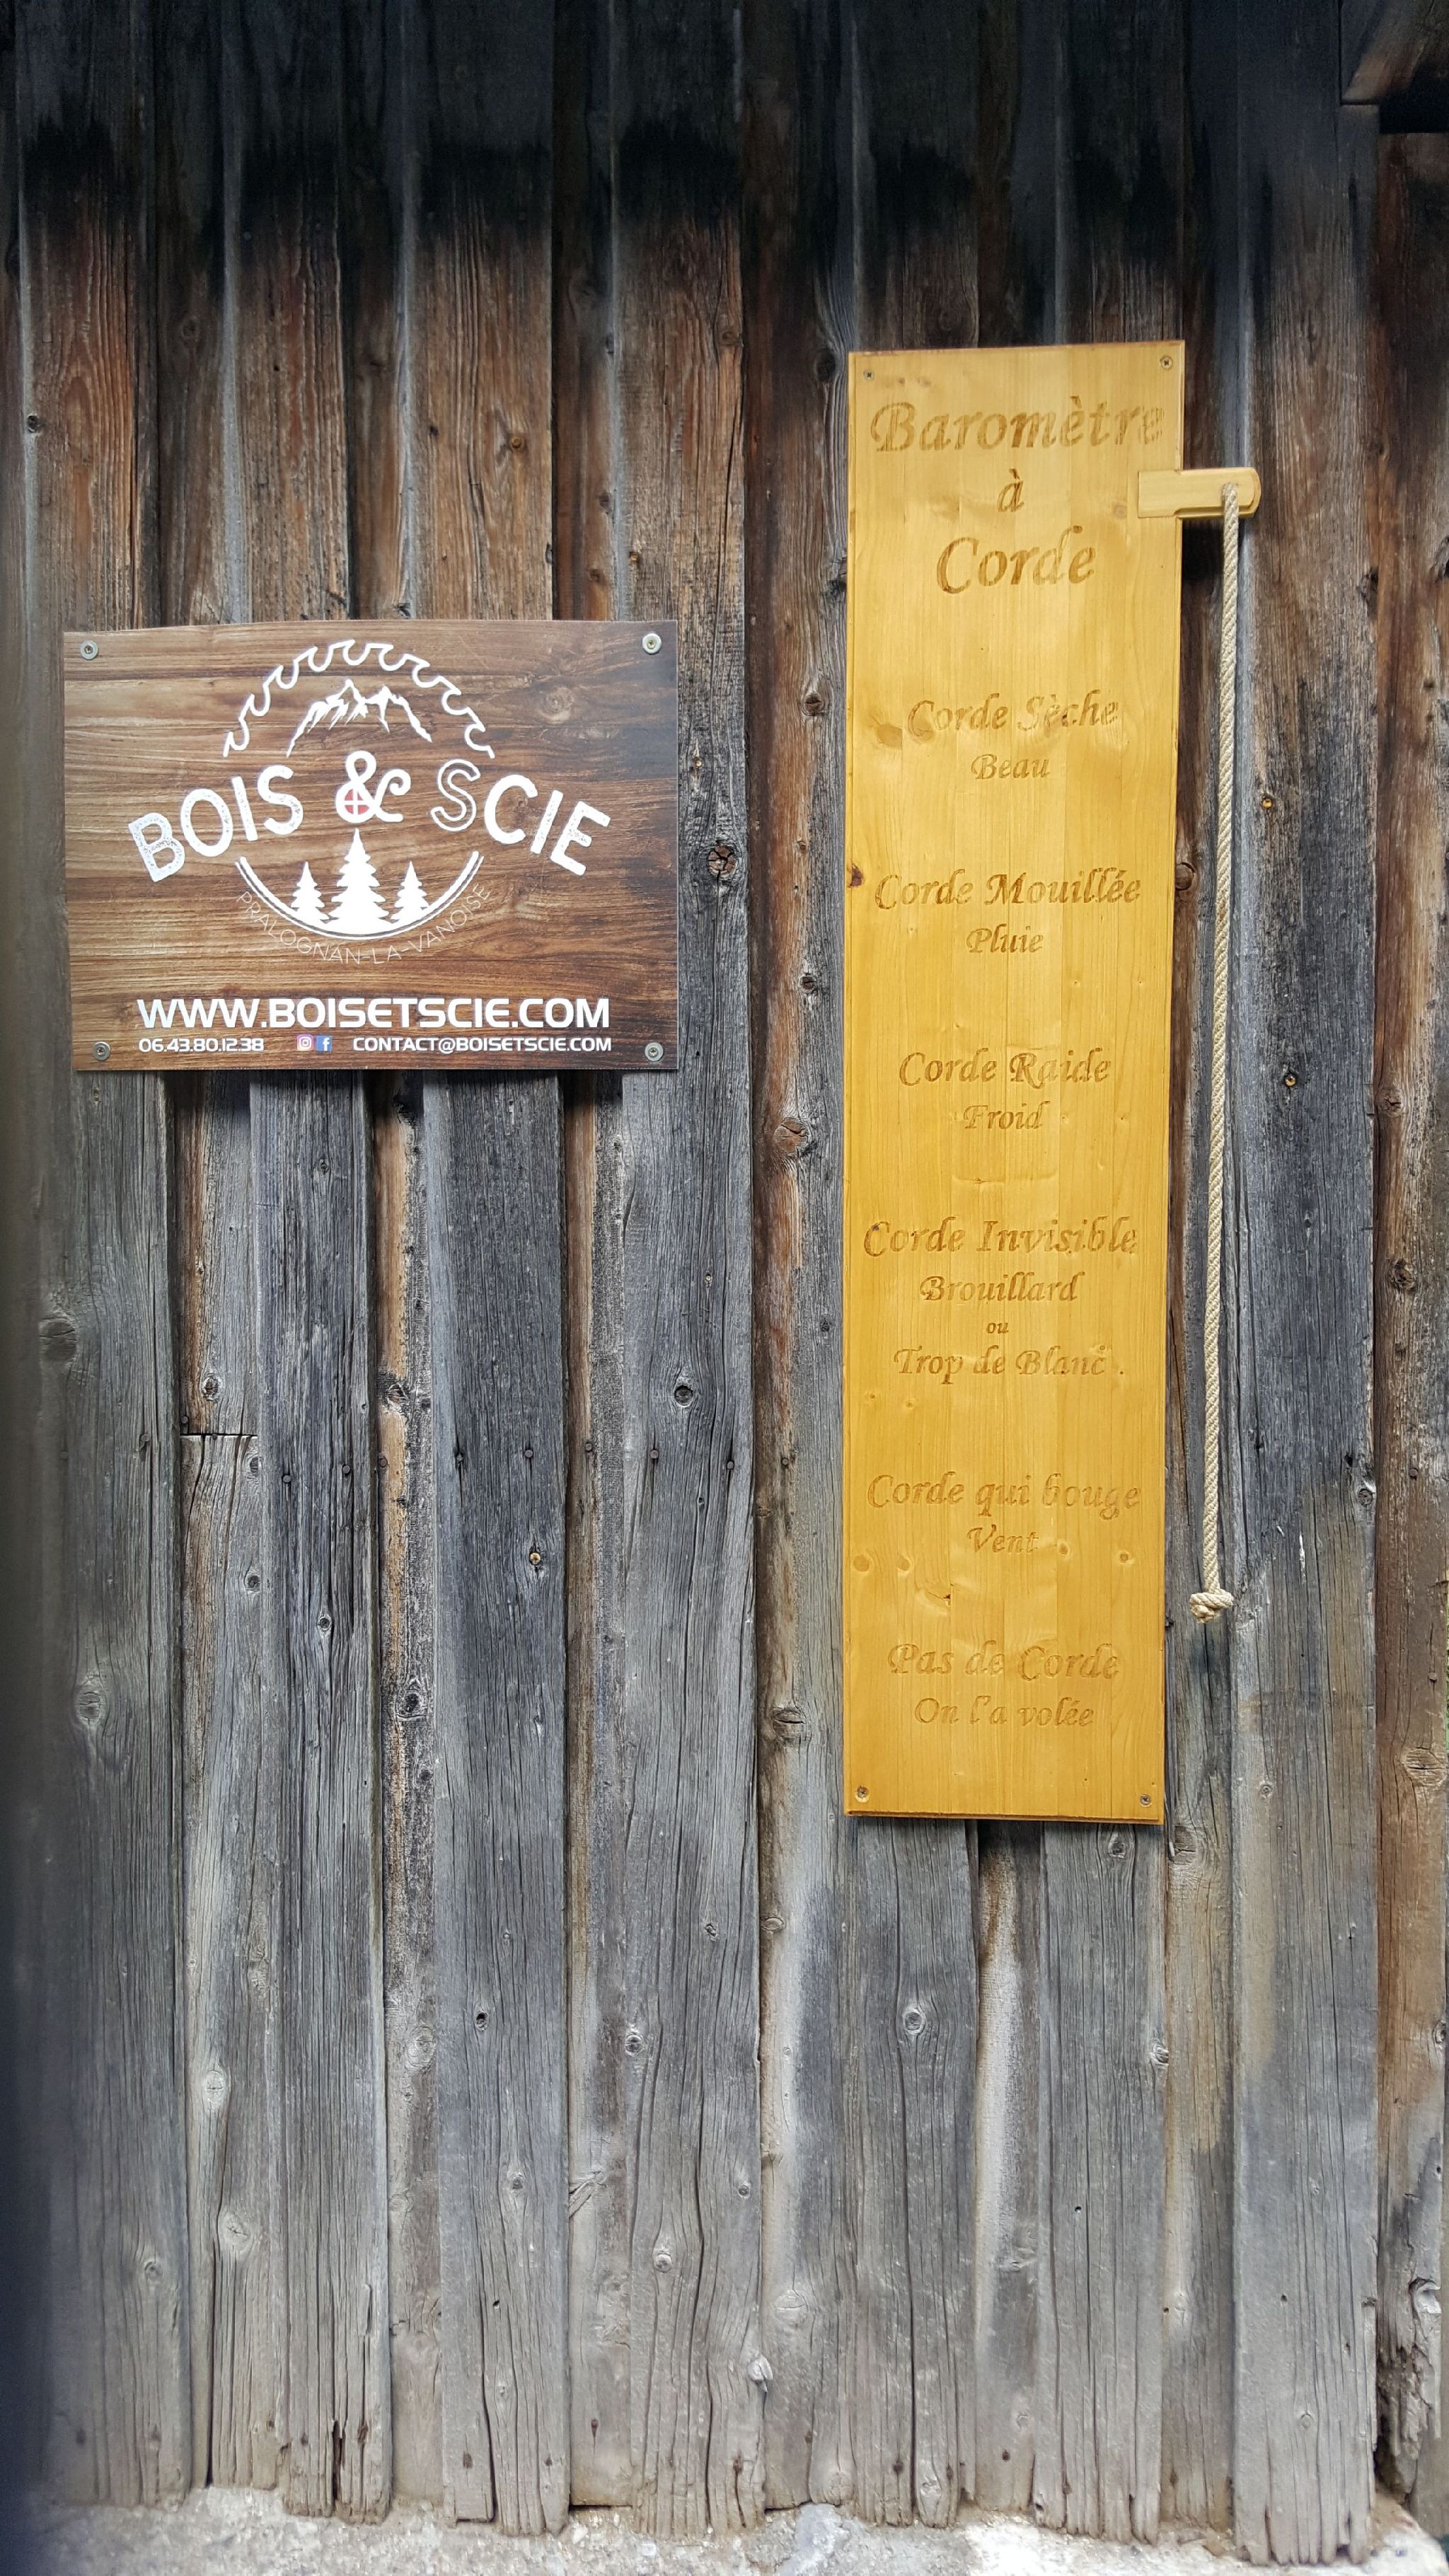 BOIS & SCIE
PRALOGNAN-LA-VANOISE
WWW.BOISETSCIE.COM
06.43.80.12.38 CONTACT@BOISETSCIE.COM
Baromètre
à
Corde
Corde Sèche
Beau
Corde Mouillée
Pluie
Corde Raide
Froid
Corde Invisible
Brouillard
ou
Trop de Blanc .
Corde qui bouge
Vent
Pas de Corde
On l'a volée